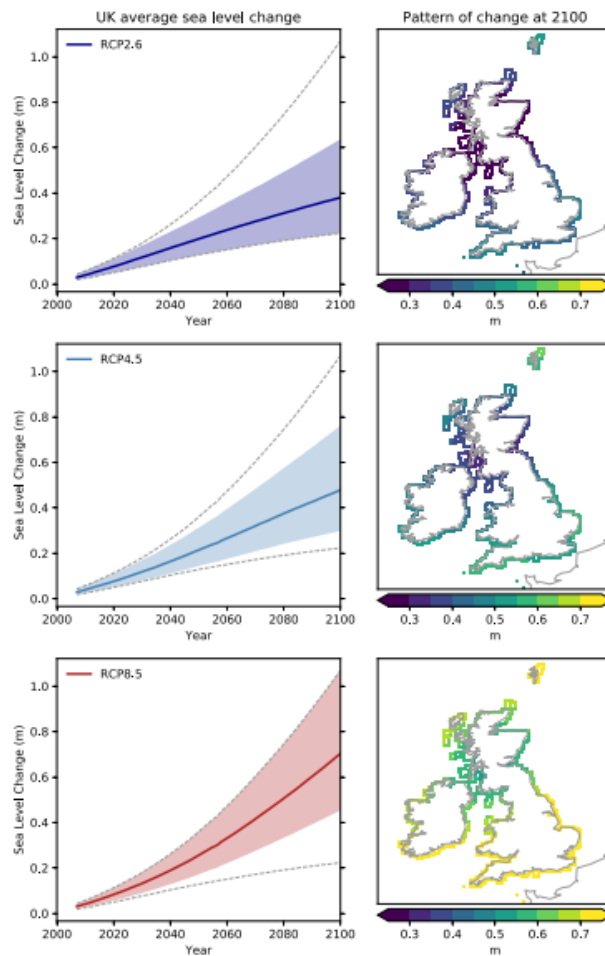 UK average sea level change
Pattern of change at 2100
RCP2.6
1.0
0.8
0.6
0.4
0.2
0.0
Sea Level Change (m)
2000 2020 2040 2060 2080 2100
Year
0.3 0.4 0.5 0.6 0.7
m
RCP4.5
1.0
0.8
0.6
0.4
0.2
0.0
Sea Level Change (m)
2000 2020 2040 2060 2080 2100
Year
0.3 0.4 0.5 0.6 0.7
m
RCP8.5
1.0
0.8
0.6
0.4
0.2
0.0
Sea Level Change (m)
2000 2020 2040 2060 2080 2100
Year
0.3 0.4 0.5 0.6 0.7
m